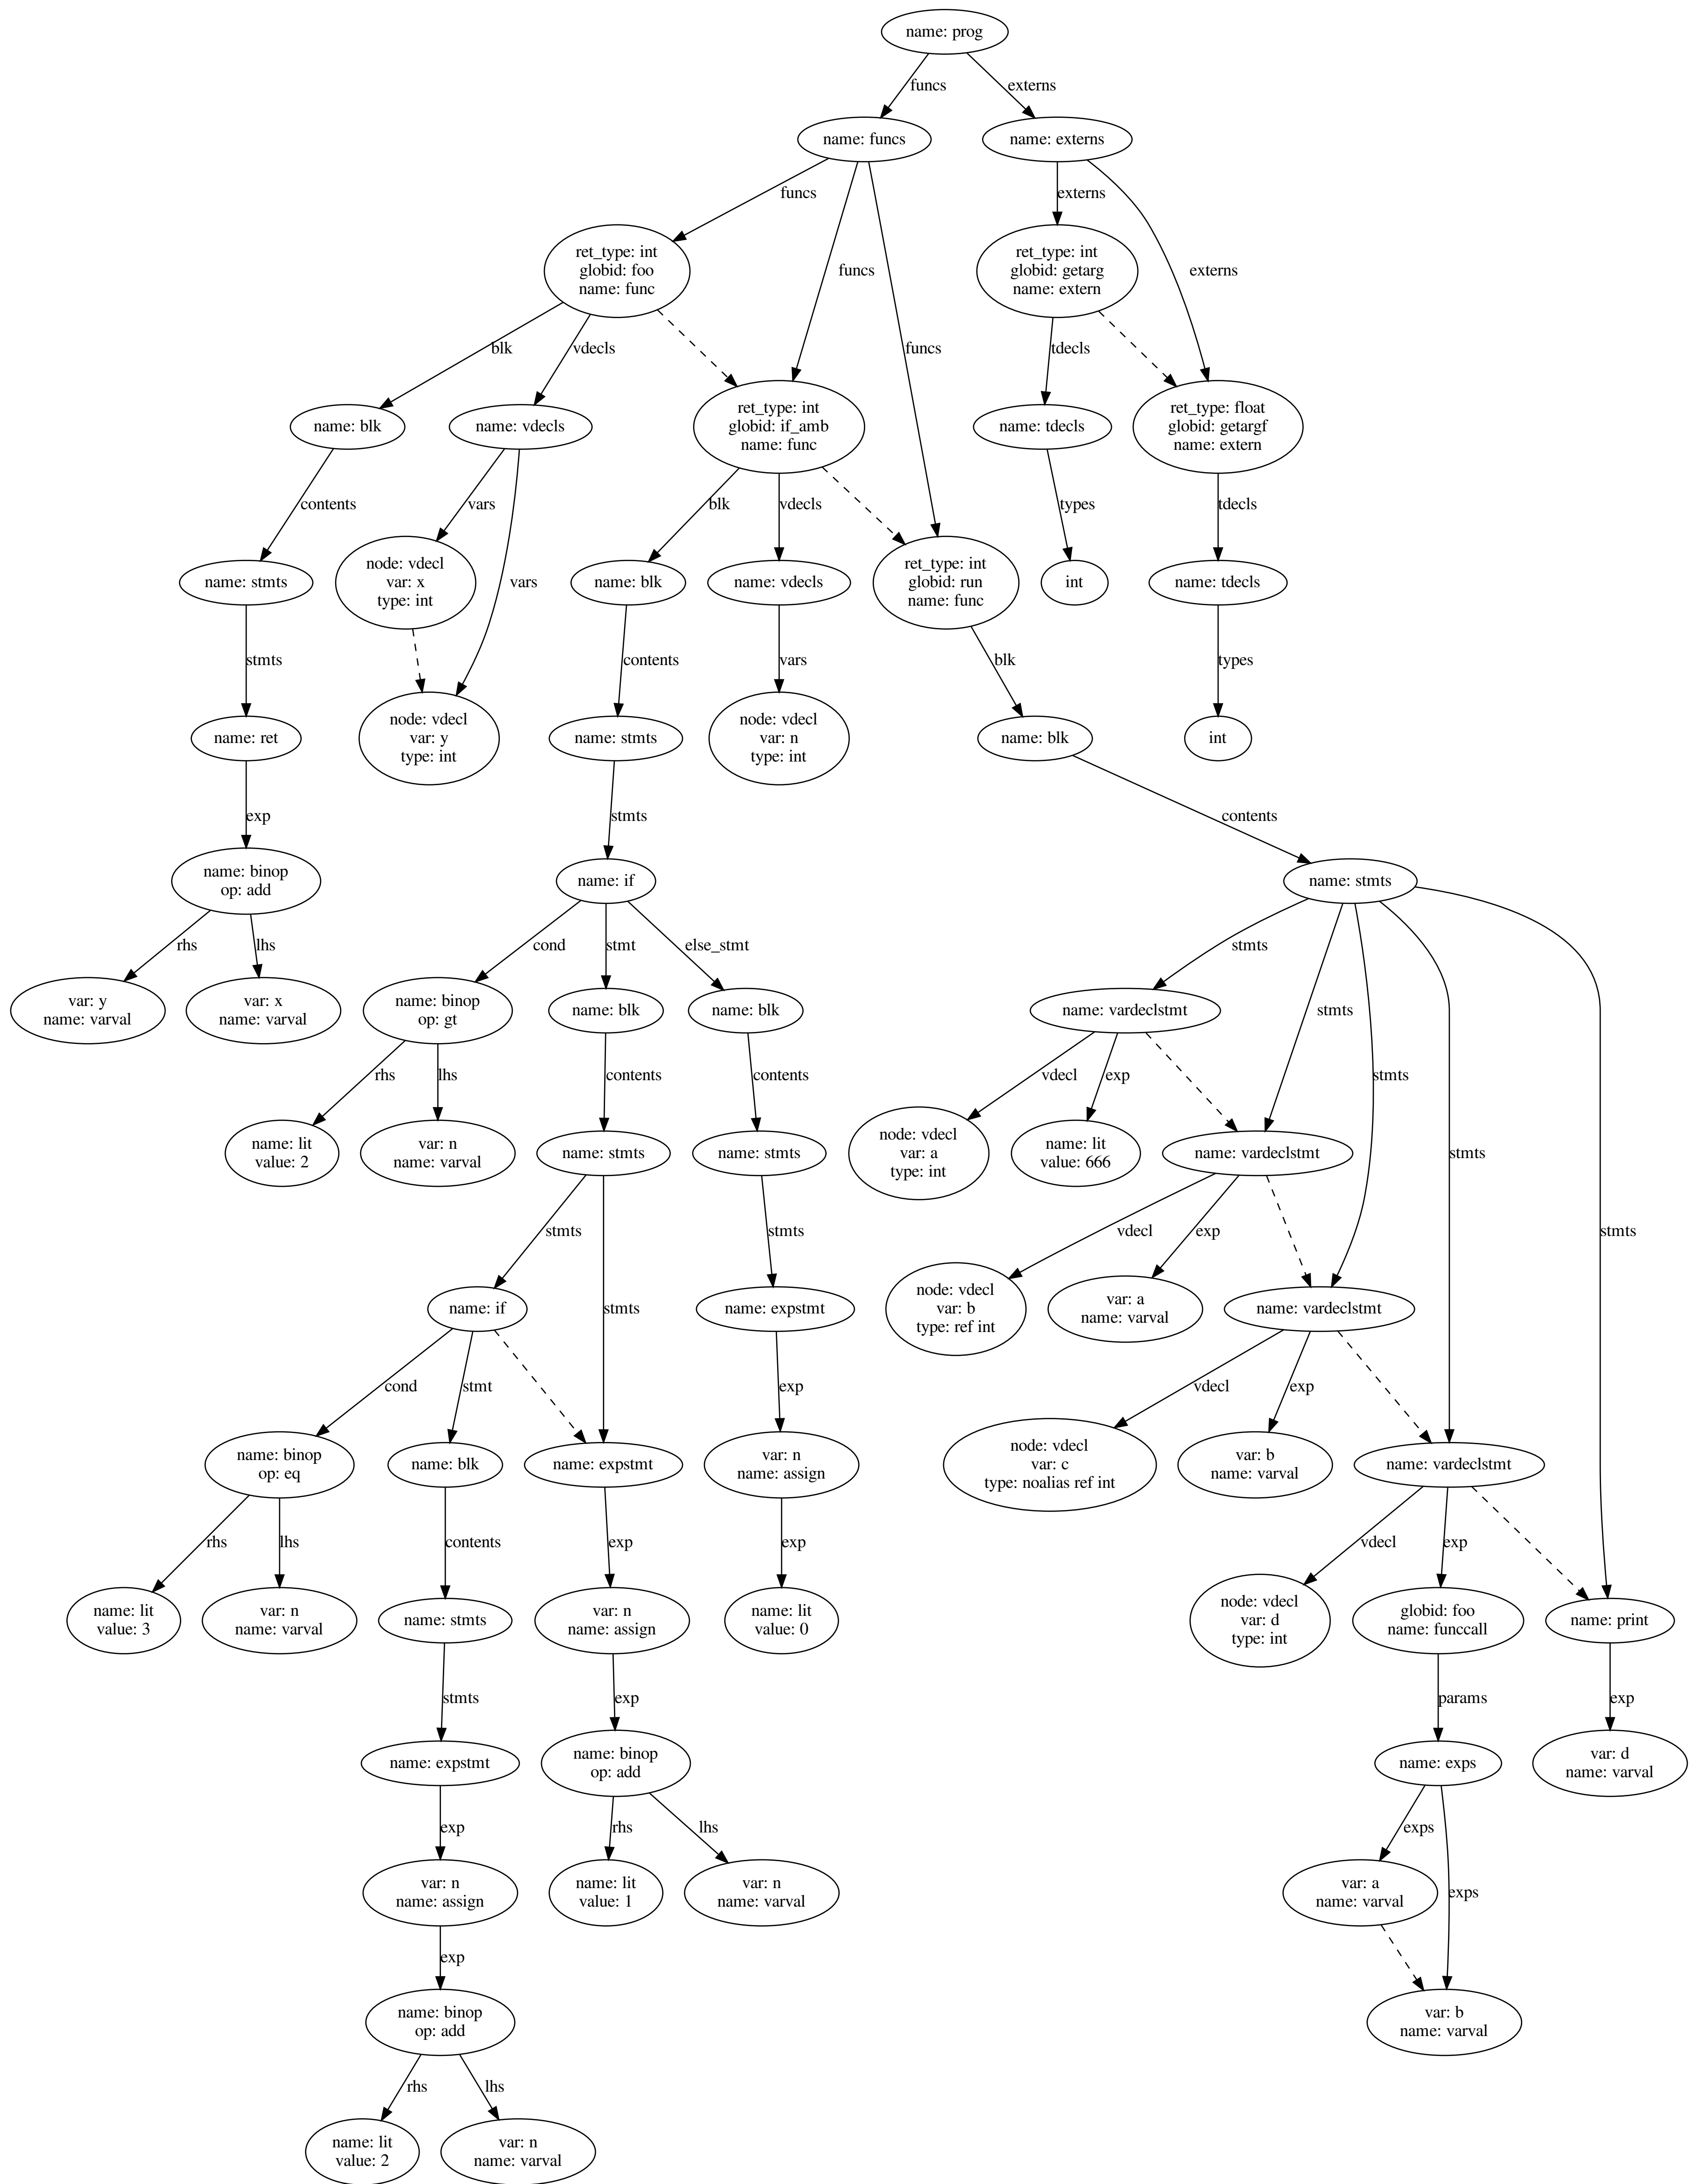 name: prog
funcs
externs
name: funcs
name: externs
funcs
externs
ret_type: int
globid: foo
name: func
funcs
ret_type: int
globid: getarg
name: extern
externs
blk
vdecls
funcs
tdecls
name: blk
name: vdecls
ret_type: int
globid: if_amb
name: func
name: tdecls
ret_type: float
globid: getargf
name: extern
contents
vars
blk
vdecls
types
tdecls
name: stmts
node: vdecl
var: x
type: int
vars
name: blk
name: vdecls
ret_type: int
globid: run
name: func
int
name: tdecls
stmts
contents
vars
blk
types
name: ret
node: vdecl
var: y
type: int
name: stmts
node: vdecl
var: n
type: int
name: blk
int
exp
stmts
contents
name: binop
op: add
name: if
name: stmts
rhs
lhs
cond
stmt
else_stmt
stmts
var: y
name: varval
var: x
name: varval
name: binop
op: gt
name: blk
name: blk
name: vardeclstmt
stmts
rhs
lhs
contents
contents
vdecl
exp
stmts
name: lit
value: 2
var: n
name: varval
name: stmts
name: stmts
node: vdecl
var: a
type: int
name: lit
value: 666
name: vardeclstmt
stmts
stmts
stmts
stmts
vdecl
exp
stmts
name: if
name: expstmt
node: vdecl
var: b
type: ref int
var: a
name: varval
name: vardeclstmt
cond
stmt
exp
vdecl
exp
name: binop
op: eq
name: blk
name: expstmt
var: n
name: assign
node: vdecl
var: c
type: noalias ref int
var: b
name: varval
name: vardeclstmt
rhs
lhs
contents
exp
exp
vdecl
exp
name: lit
value: 3
var: n
name: varval
name: stmts
var: n
name: assign
name: lit
value: 0
node: vdecl
var: d
type: int
globid: foo
name: funccall
name: print
stmts
exp
params
exp
name: expstmt
name: binop
op: add
name: exps
var: d
name: varval
exp
rhs
lhs
exps
var: n
name: assign
name: lit
value: 1
var: n
name: varval
var: a
name: varval
exps
exp
name: binop
op: add
var: b
name: varval
rhs
lhs
name: lit
value: 2
var: n
name: varval